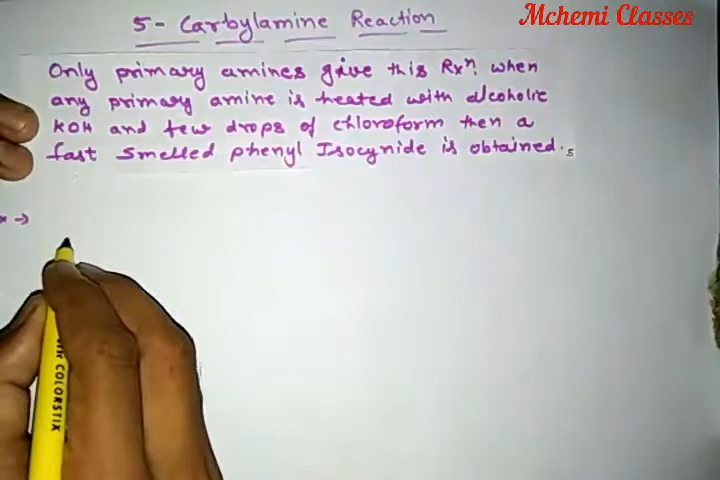 Mchemi Classes
5- Carbylamine Reaction
Only primary amines give this Rxⁿ. when
any primary amine is heated with alcoholic
KOH and few drops of chloroform then a
fast smelled phenyl Isocynide is obtained.
x →
COLORSTIX